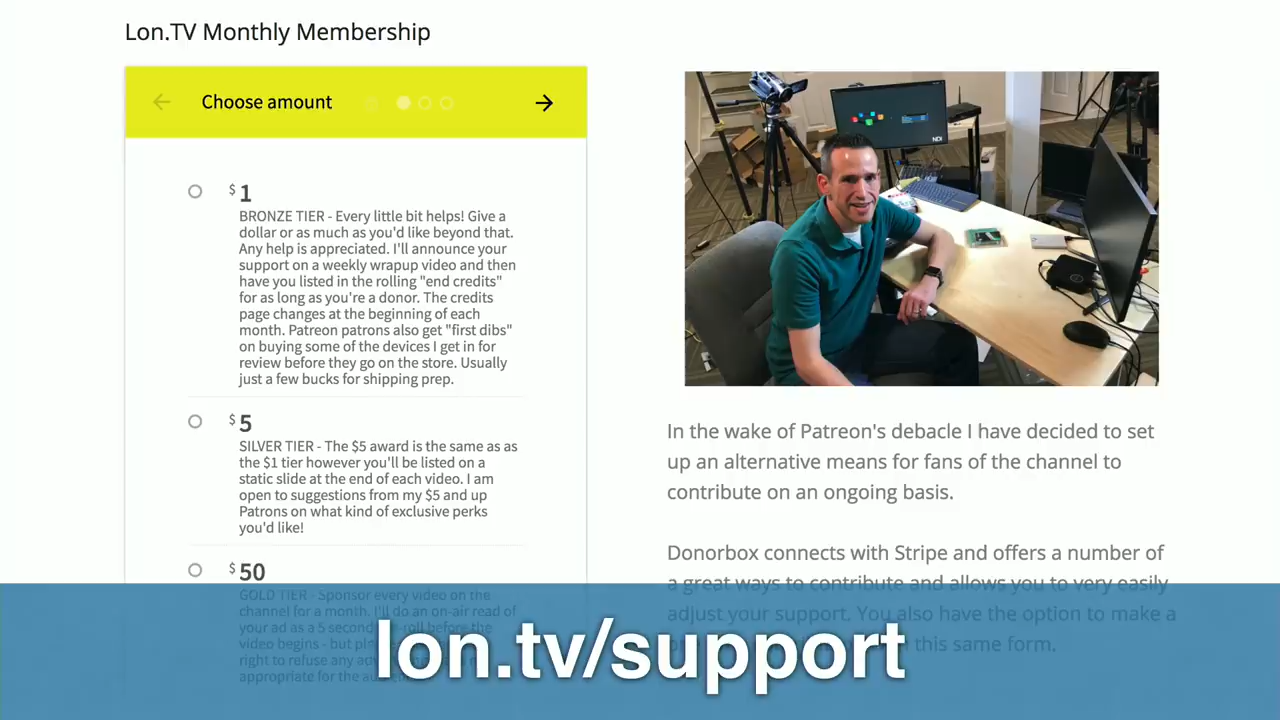 Lon.TV Monthly Membership
Choose amount
$1
BRONZE TIER - Every little bit helps! Give a
dollar or as much as you'd like beyond that.
Any help is appreciated. I'll announce your
support on a weekly wrapup video and then
have you listed in the rolling "end credits"
for as long as you're a donor. The credits
page changes at the beginning of each
month. Patreon patrons also get "first dibs"
on buying some of the devices I get in for
review before they go on the store. Usually
just a few bucks for shipping prep.
$5
SILVER TIER - The $5 award is the same as as
the $1 tier however you'll be listed on a
static slide at the end of each video. I am
open to suggestions from my $5 and up
Patrons on what kind of exclusive perks
you'd like!
$50
GOLD TIER - Sponsor every video on the
channel for a month. I'll do an on-air read of
your ad as a 5 second roll before the
video begins - but
right to refuse any
appropriate for the
NDI
In the wake of Patreon's debacle I have decided to set
up an alternative means for fans of the channel to
contribute on an ongoing basis.
Donorbox connects with Stripe and offers a number of
a great ways to contribute and allows you to very easily
adjust your support. You also have the option to make a
this same form.
lon.tv/support